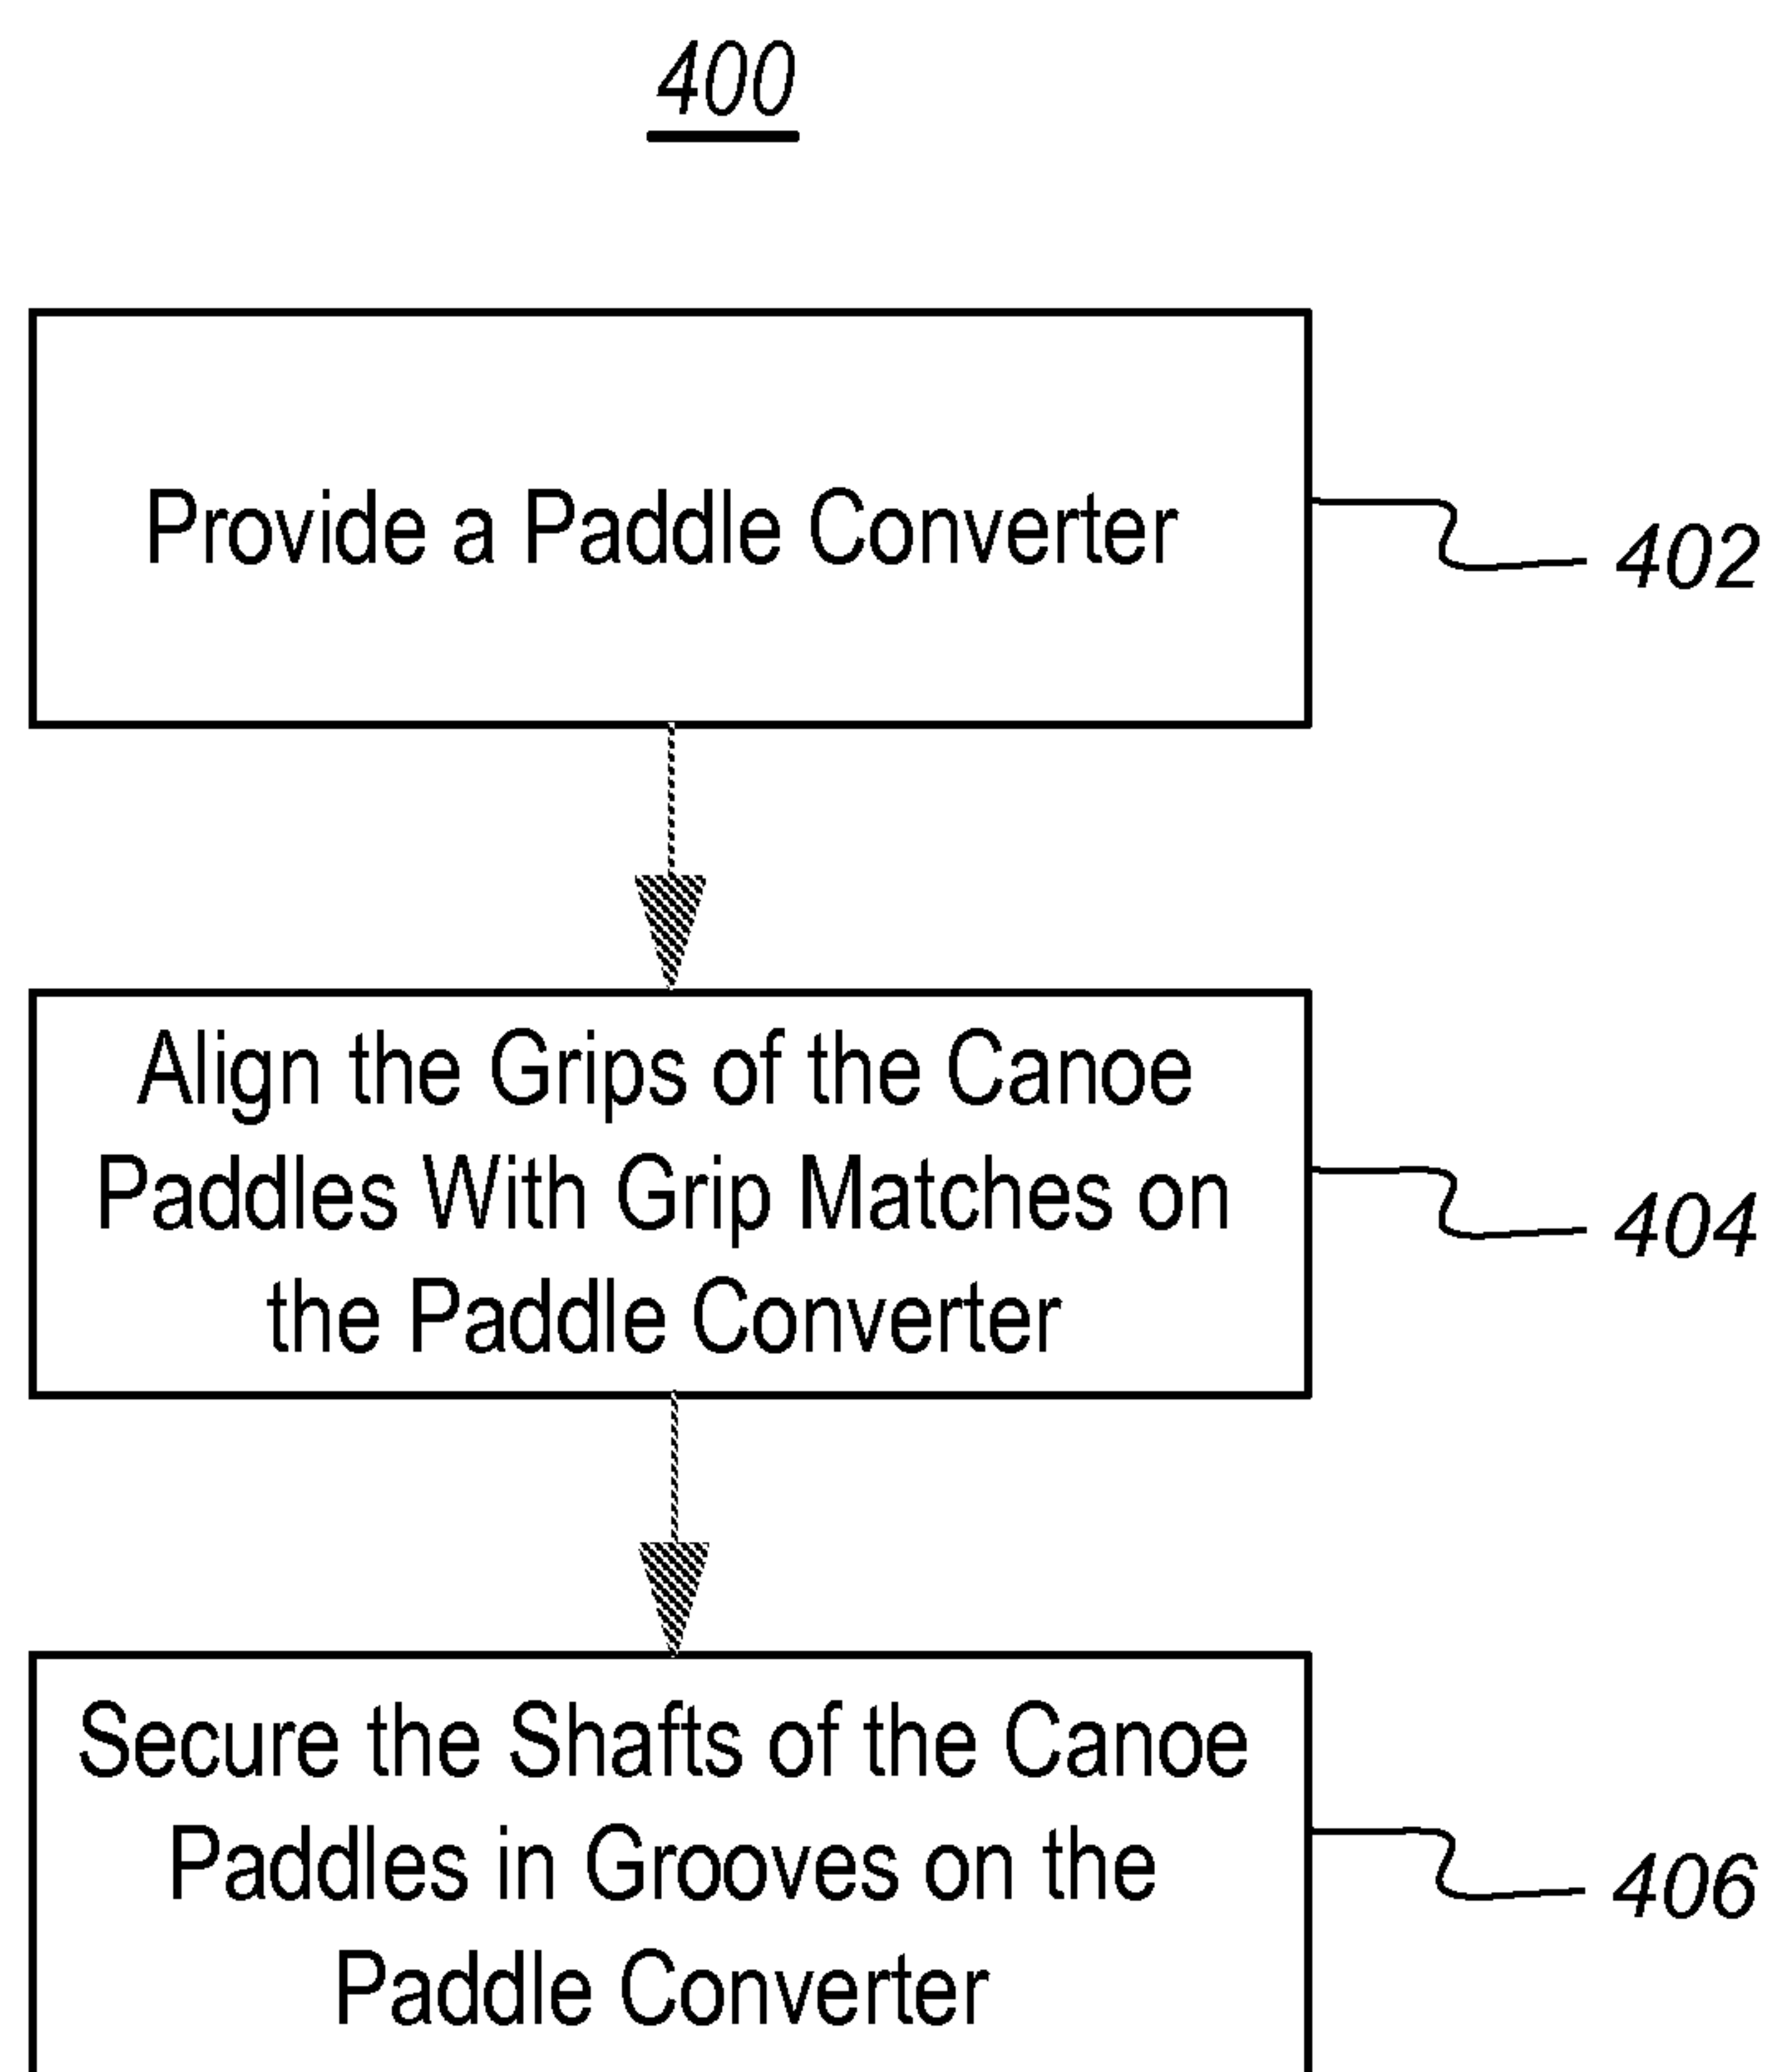 400
Provide a Paddle Converter
402
Align the Grips of the Canoe
Paddles With Grip Matches on
the Paddle Converter
404
Secure the Shafts of the Canoe
Paddles in Grooves on the
Paddle Converter
406